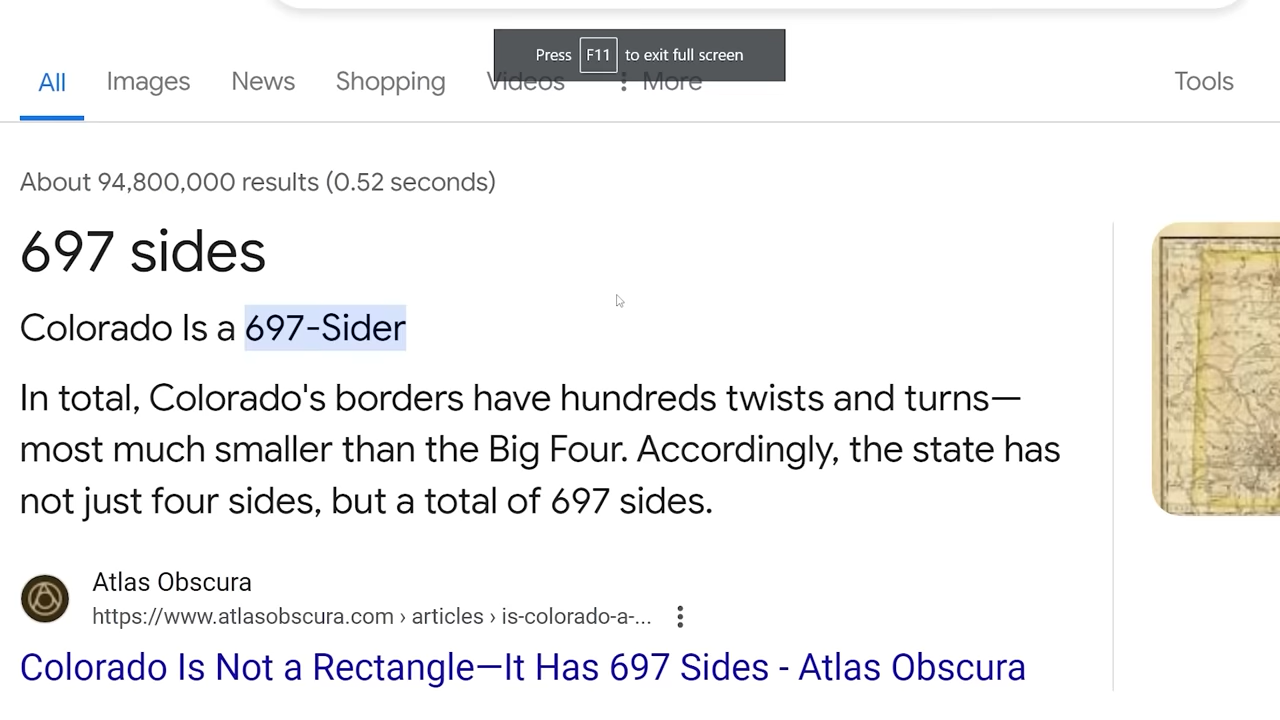 Press F11 to exit full screen
All Images News Shopping Videos More Tools
About 94,800,000 results (0.52 seconds)
697 sides
Colorado Is a 697-Sider
In total, Colorado's borders have hundreds twists and turns—
most much smaller than the Big Four. Accordingly, the state has
not just four sides, but a total of 697 sides.
Atlas Obscura
https://www.atlasobscura.com › articles › is-colorado-a-...
Colorado Is Not a Rectangle—It Has 697 Sides - Atlas Obscura